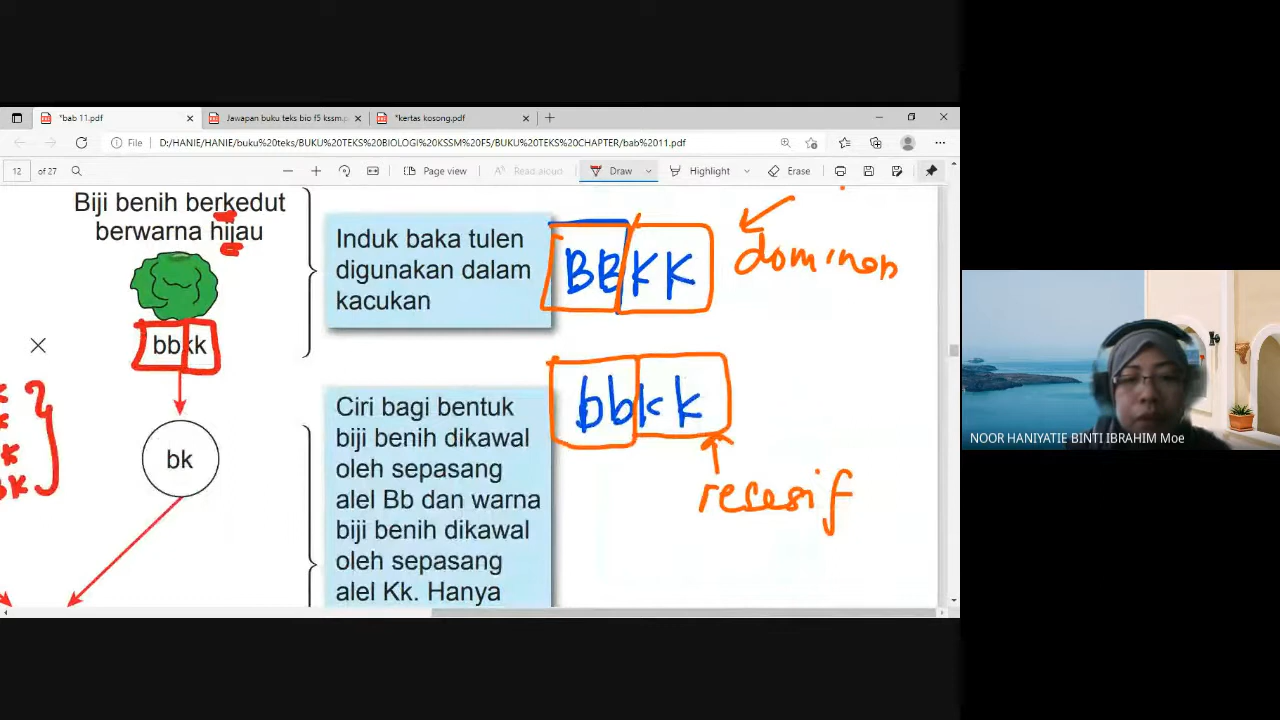 *bab 11.pdf
Jawapan buku teks bio f5 kssm.p...
*kertas kosong.pdf
File
D:/HANIE/HANIE/buku%20teks/BUKU%20TEKS%20BIOLOGI%20KSSM%20F5/BUKU%20TEKS%20CHAPTER/bab%2011.pdf
12 of 27
Page view
Read aloud
Draw
Highlight
Erase
Biji benih berkedut
berwarna hijau
bbkk
bk
Induk baka tulen
digunakan dalam
kacukan
BBKK
dominan
Ciri bagi bentuk
biji benih dikawal
oleh sepasang
alel Bb dan warna
biji benih dikawal
oleh sepasang
alel Kk. Hanya
bbkk
resesif
NOOR HANIYATIE BINTI IBRAHIM Moe